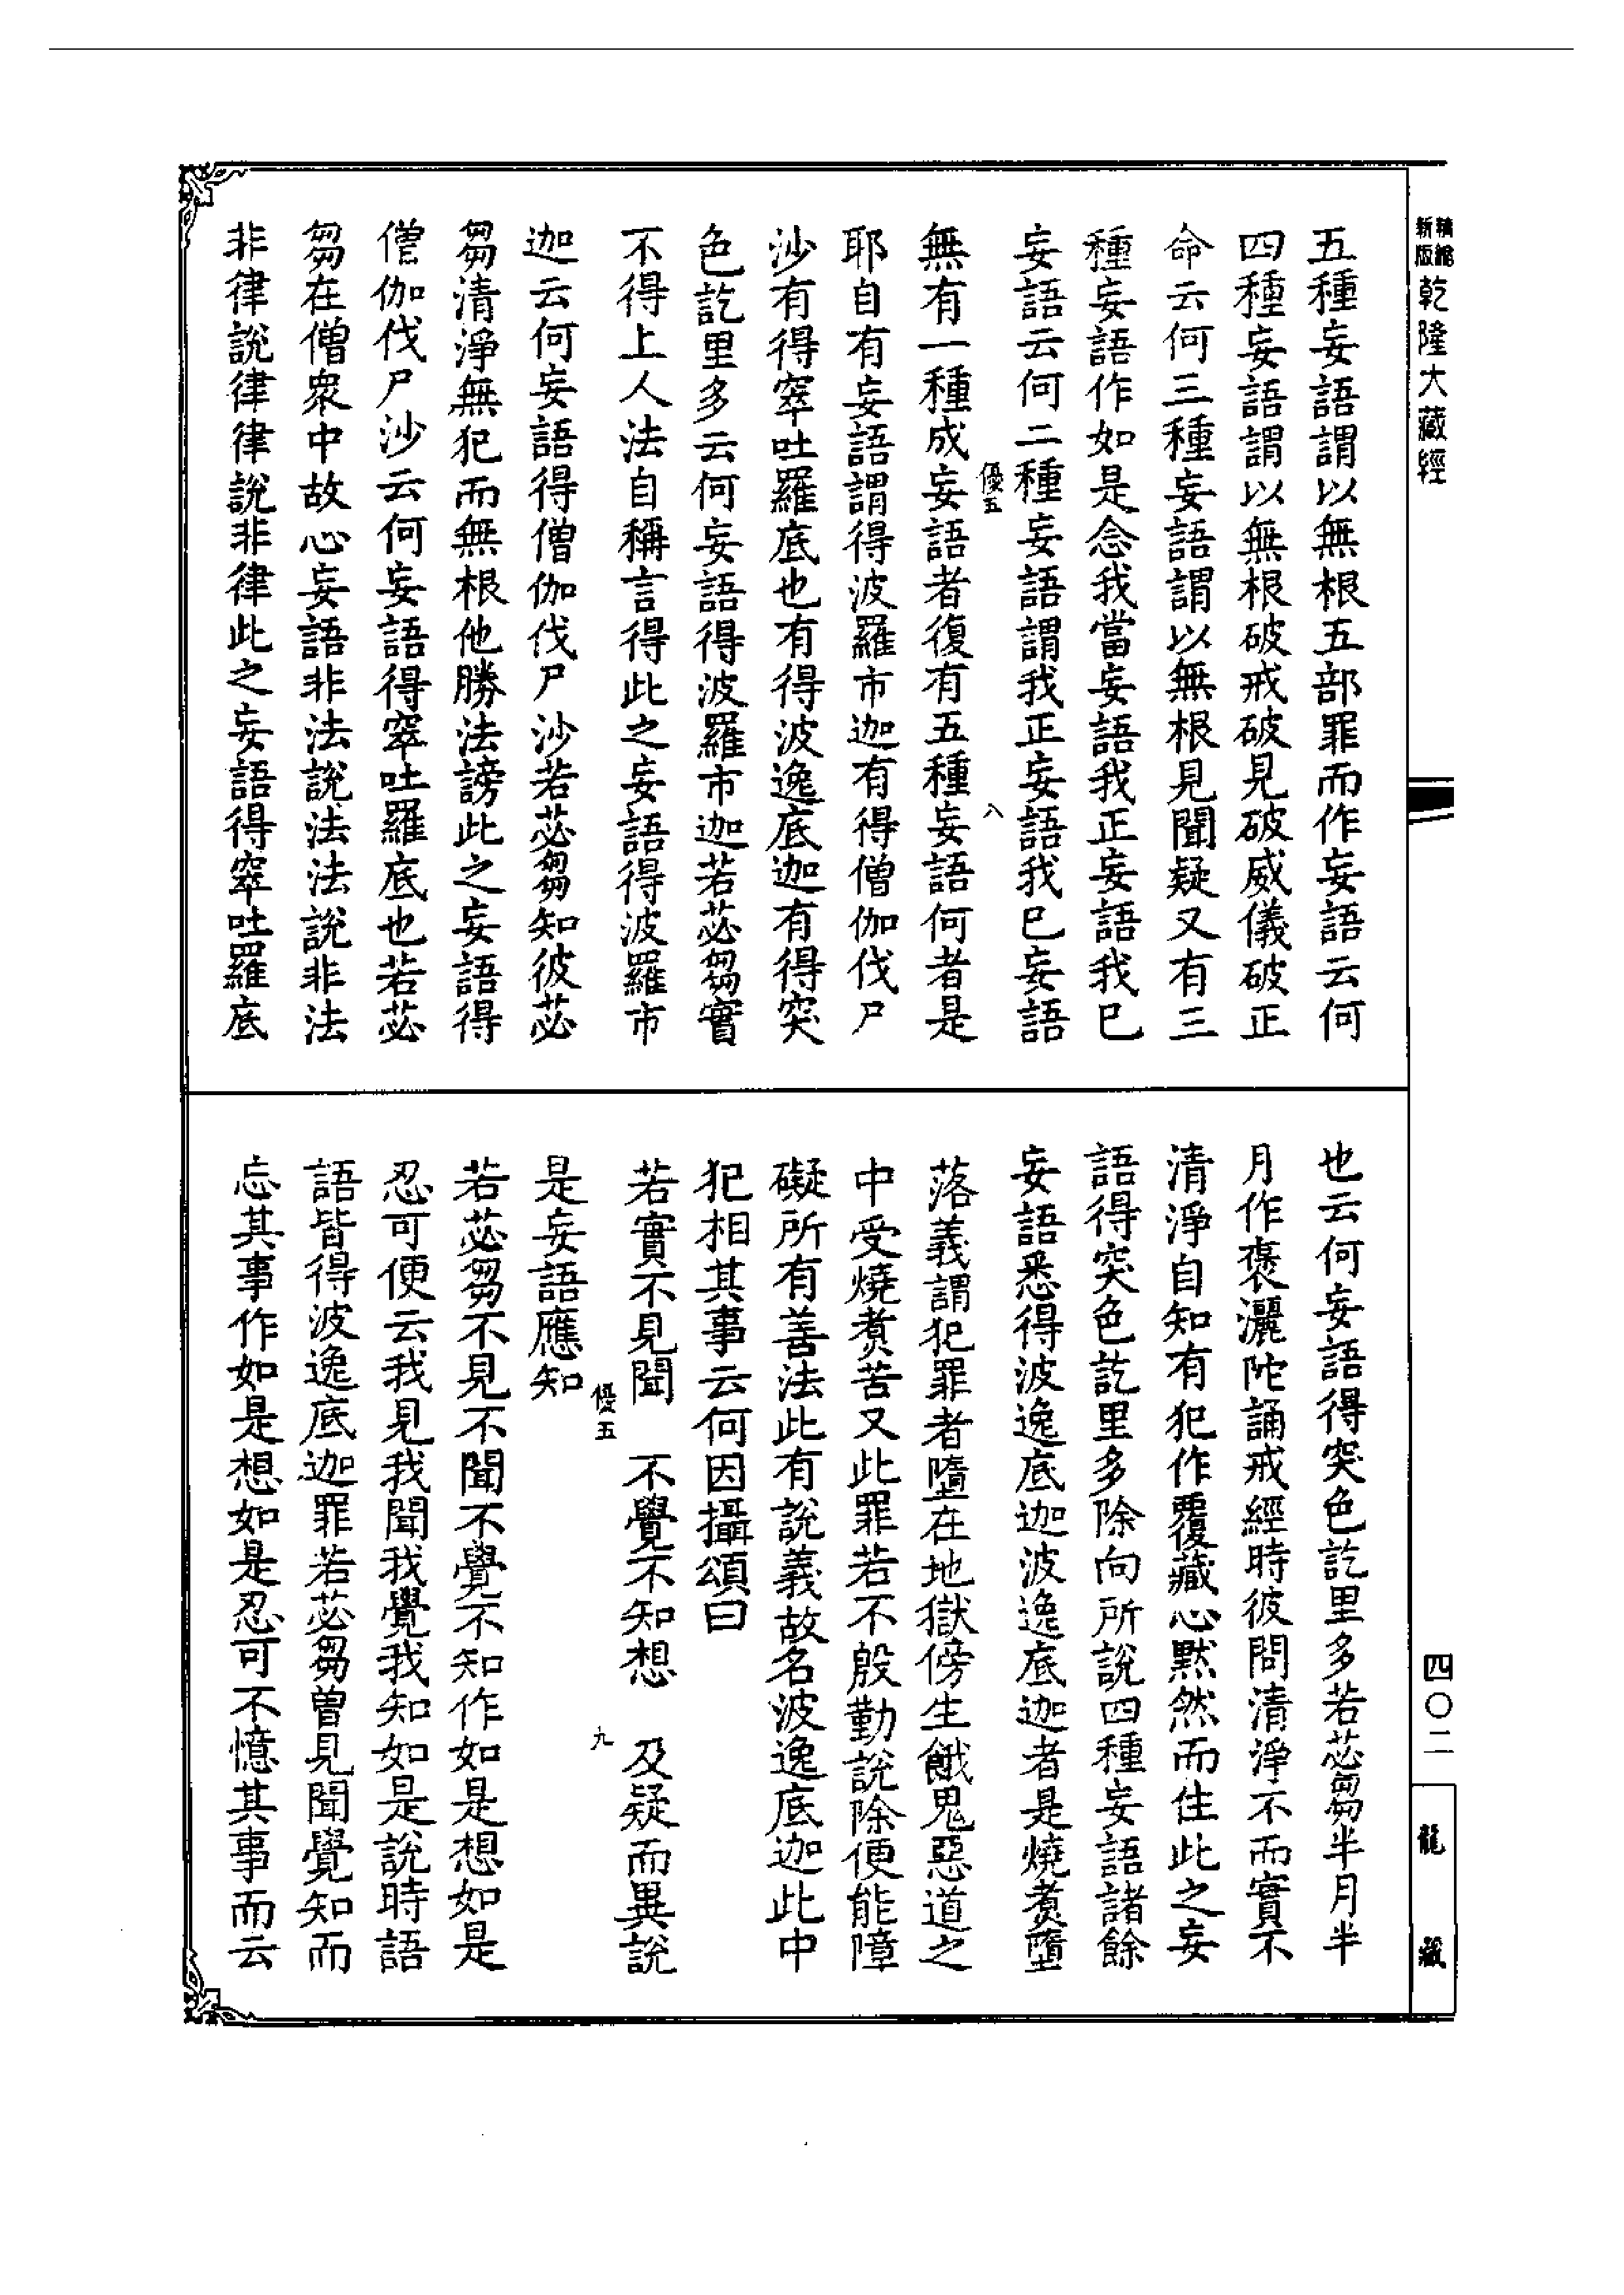 新版 精縮 乾隆大藏經
五種妄語謂以無根五部罪而作妄語云何
四種妄語謂以無根破戒破見破威儀破正
命云何三種妄語謂以無根見聞疑又有三
種妄語作如是念我當妄語我正妄語我已
妄語云何二種妄語謂我正妄語我已妄語
優五 八
無有一種成妄語者復有五種妄語何者是
耶自有妄語謂得波羅市迦有得僧伽伐尸
沙有得窣吐羅底也有得波逸底迦有得突
色訖里多云何妄語得波羅市迦若苾芻實
不得上人法自稱言得此之妄語得波羅市
迦云何妄語得僧伽伐尸沙若苾芻知彼苾
芻清淨無犯而無根他勝法謗此之妄語得
僧伽伐尸沙云何妄語得窣吐羅底也若苾
芻在僧眾中故心妄語非法說法法說非法
非律說律律說非律此之妄語得窣吐羅底
也云何妄語得突色訖里多若苾芻半月半
月作褒灑陀誦戒經時彼問清淨不而實不
清淨自知有犯作覆藏心默然而住此之妄
語得突色訖里多除向所說四種妄語諸餘
妄語悉得波逸底迦波逸底迦者是燒煑墮
落義謂犯罪者墮在地獄傍生餓鬼惡道之
中受燒煑苦又此罪若不慇勤說除便能障
礙所有善法此有說義故名波逸底迦此中
犯相其事云何因攝頌曰
若實不見聞 不覺不知想 及疑而異說
優五 九
是妄語應知
若苾芻不見不聞不覺不知作如是想如是
忍可便云我見我聞我覺我知如是說時語
語皆得波逸底迦罪若苾芻曾見聞覺知而
忘其事作如是想如是忍可不憶其事而云
四〇二
龍藏